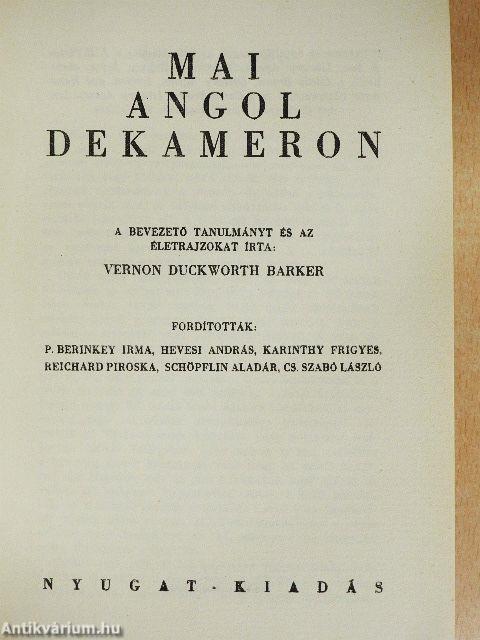 MAI
ANGOL
DEKAMERON
A BEVEZETŐ TANULMÁNYT ÉS AZ
ÉLETRAJZOKAT ÍRTA:
VERNON DUCKWORTH BARKER
FORDÍTOTTÁK:
P. BERINKEY IRMA, HEVESI ANDRÁS, KARINTHY FRIGYES,
REICHARD PIROSKA, SCHÖPFLIN ALADÁR, CS. SZABÓ LÁSZLÓ
NYUGAT-KIADÁS
Antikvárium.hu